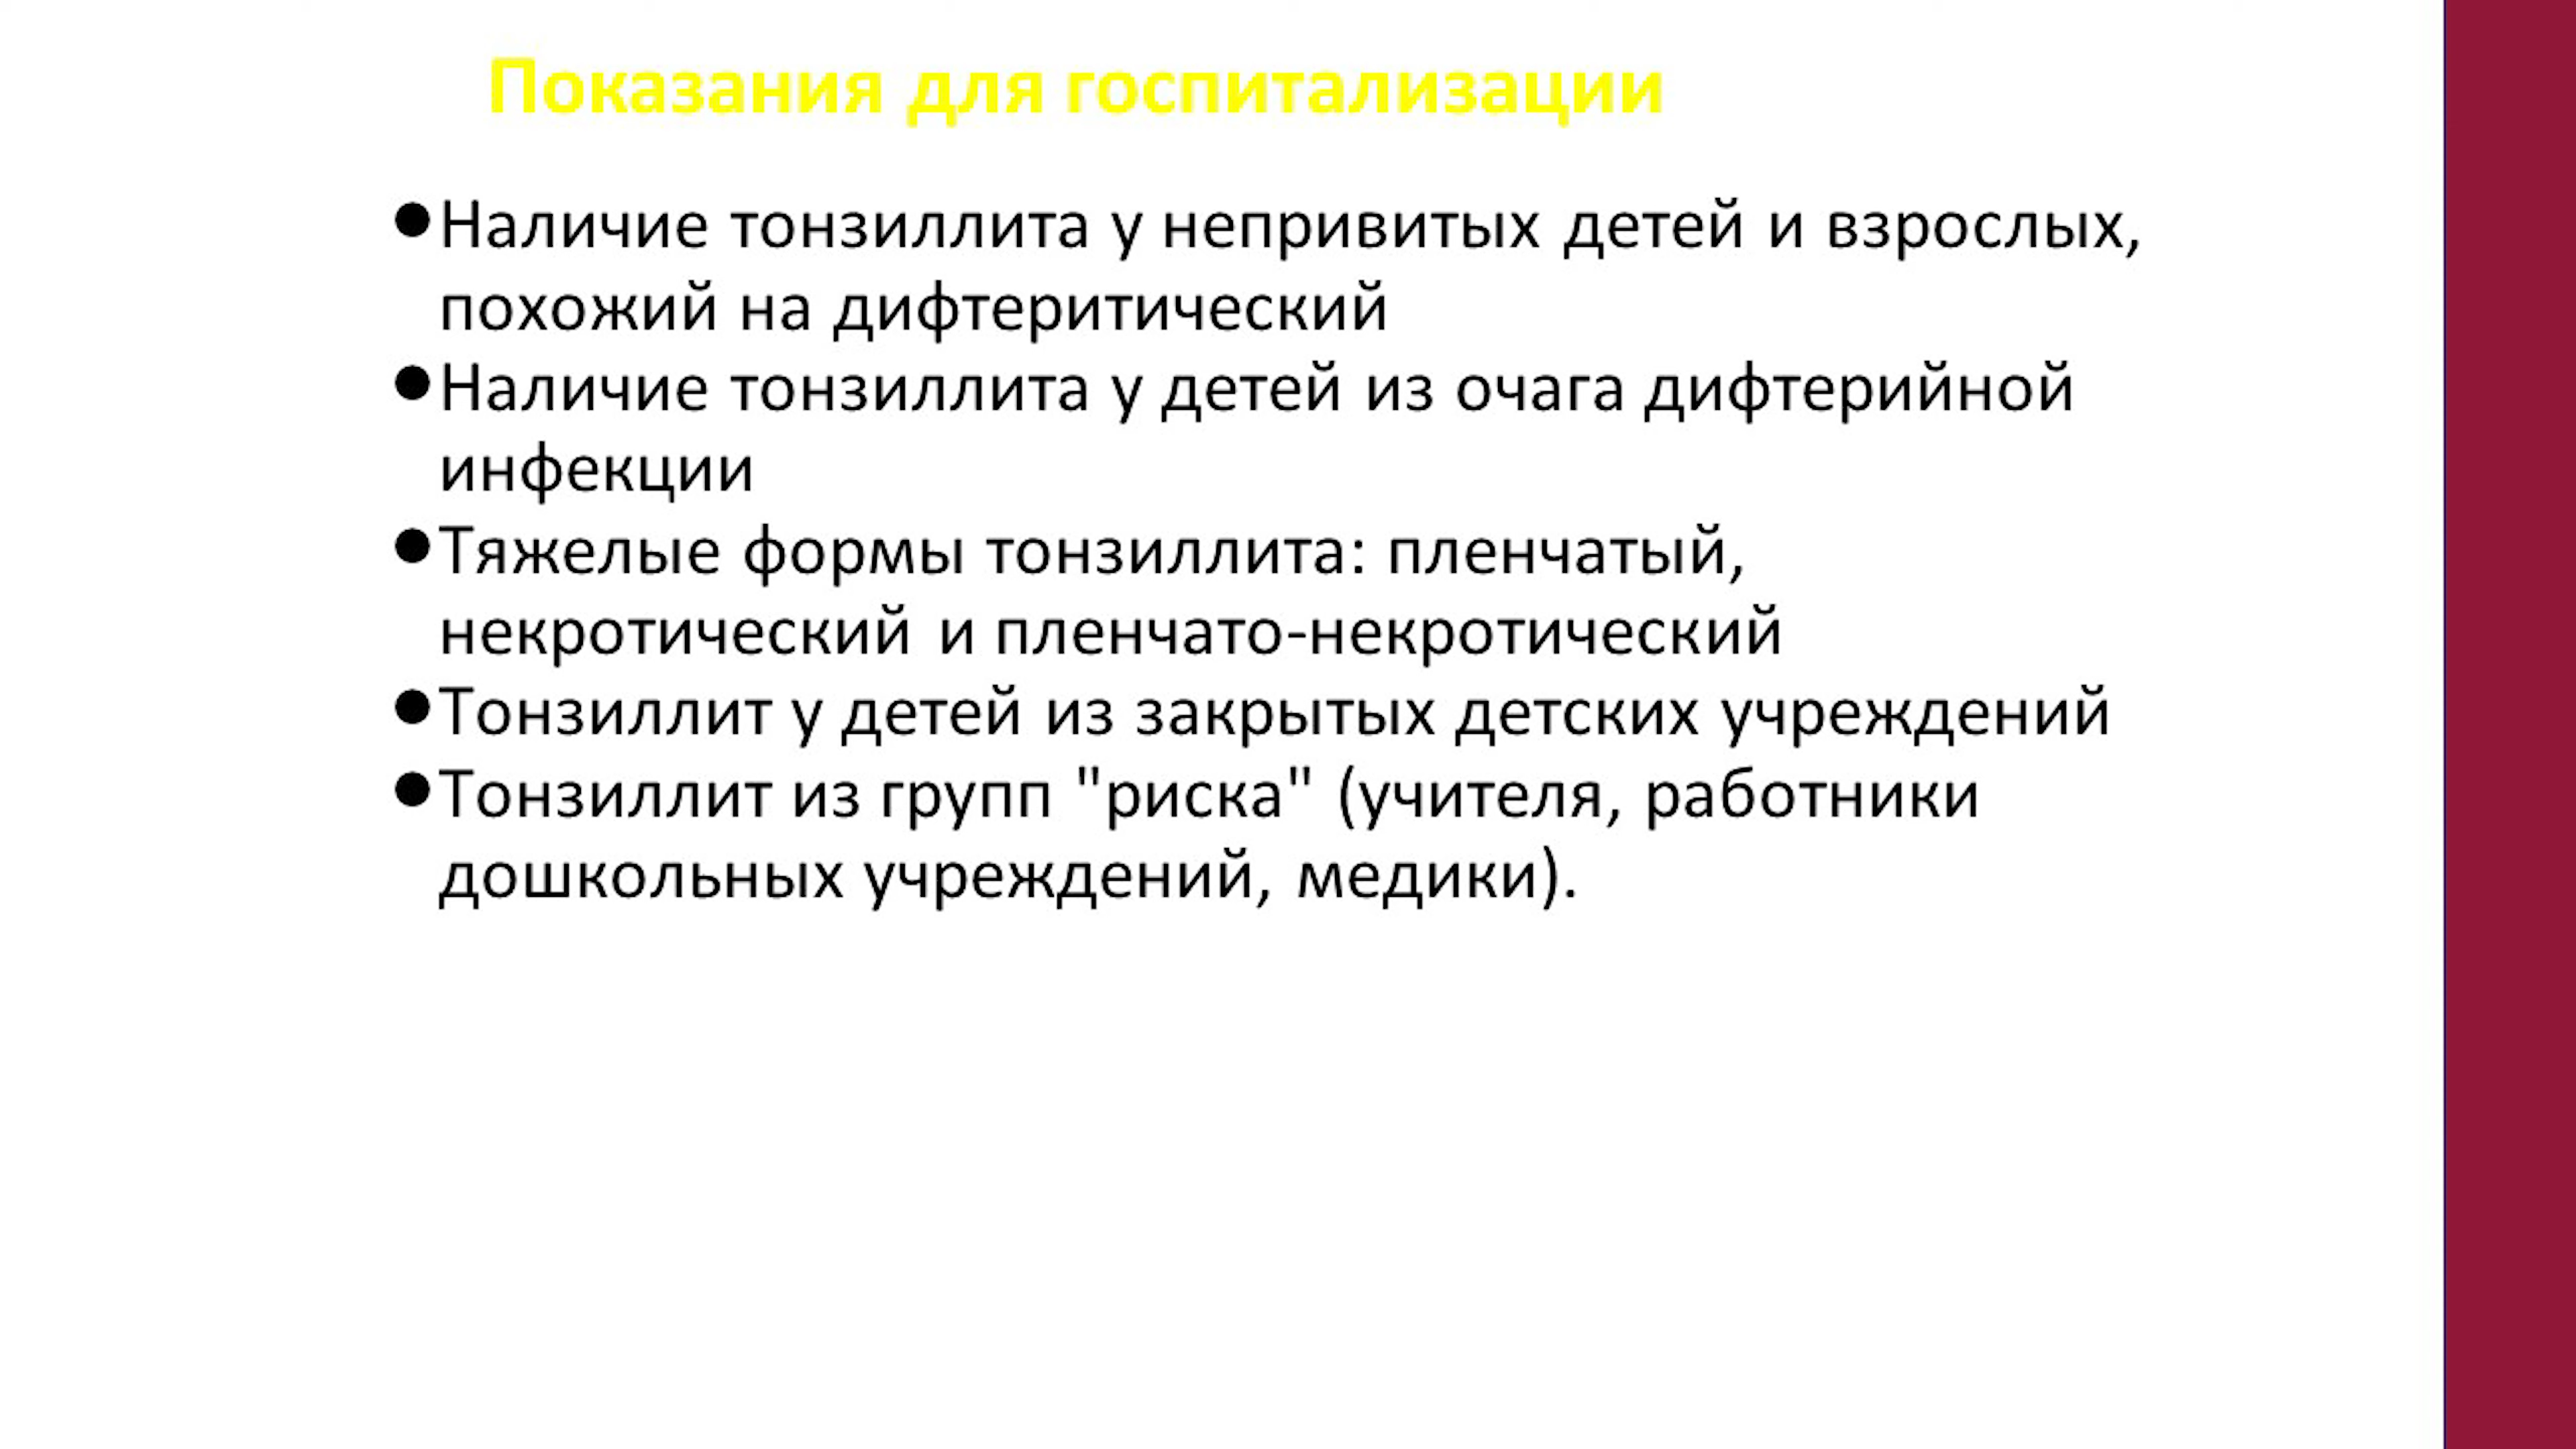 Показания для госпитализации
●Наличие тонзиллита у непривитых детей и взрослых,
похожий на дифтеритический
●Наличие тонзиллита у детей из очага дифтерийной
инфекции
●Тяжелые формы тонзиллита: пленчатый,
некротический и пленчато-некротический
●Тонзиллит у детей из закрытых детских учреждений
●Тонзиллит из групп "риска" (учителя, работники
дошкольных учреждений, медики).